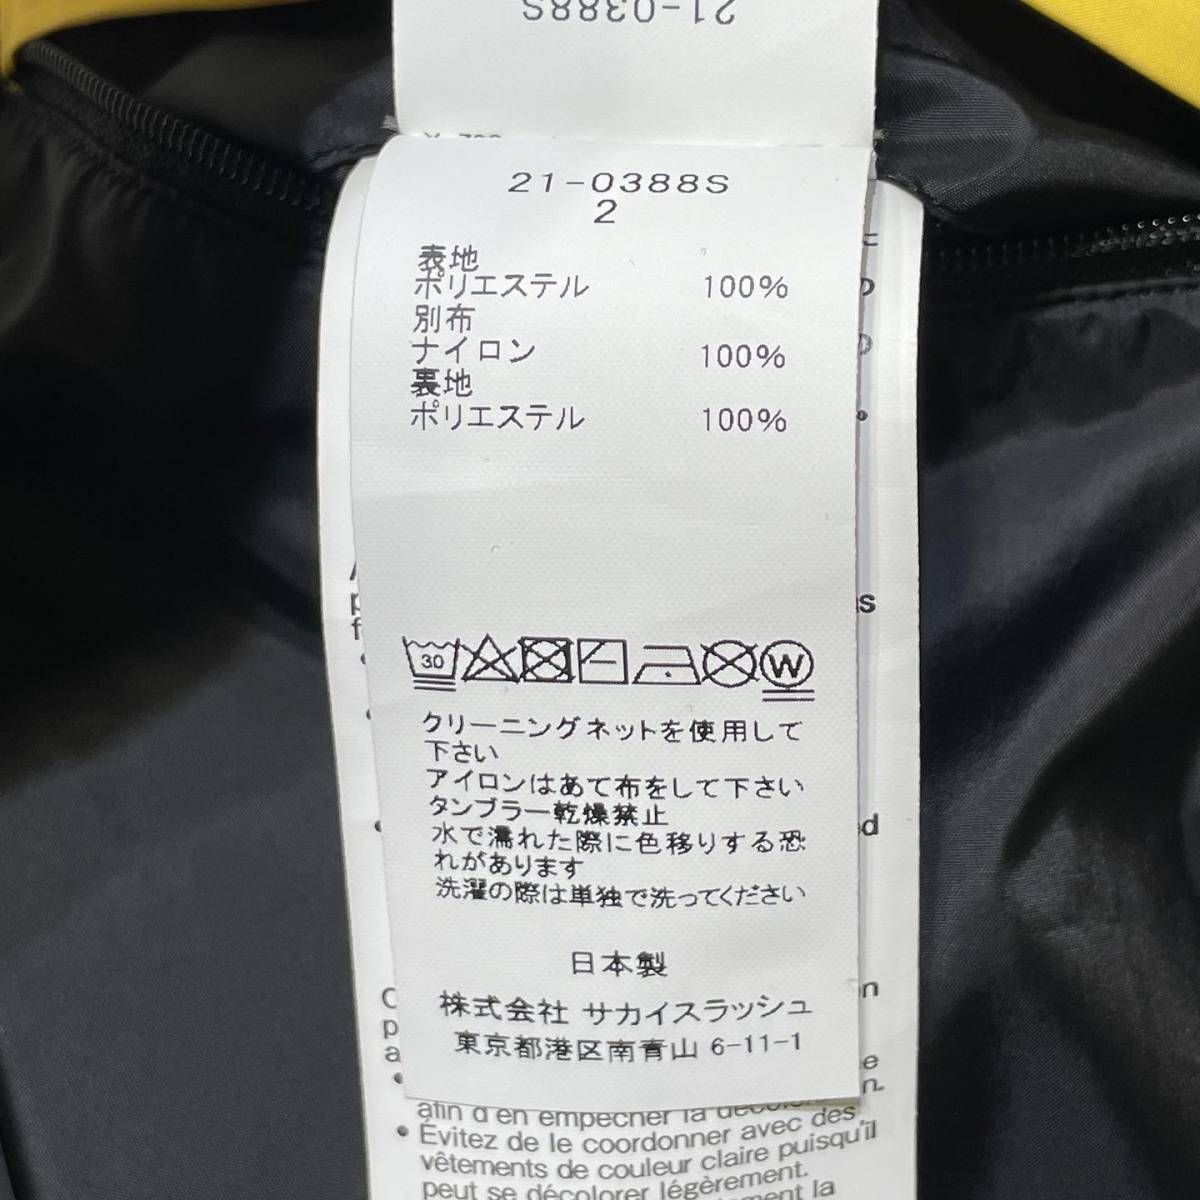 21-0388S
21-0388S
2
表地
ポリエステル 100%
別布
ナイロン 100%
裏地
ポリエステル 100%
30
W
クリーニングネットを使用して
下さい
アイロンはあて布をして下さい
タンブラー乾燥禁止
水で濡れた際に色移りする恐
れがあります
洗濯の際は単独で洗ってください
日本製
株式会社 サカイスラッシュ
東京都港区南青山 6-11-1
afin d'en empêcher la
• Évitez de le coordonner avec des
vêtements de couleur claire puisqu'il
peut se décolorer légèrement.